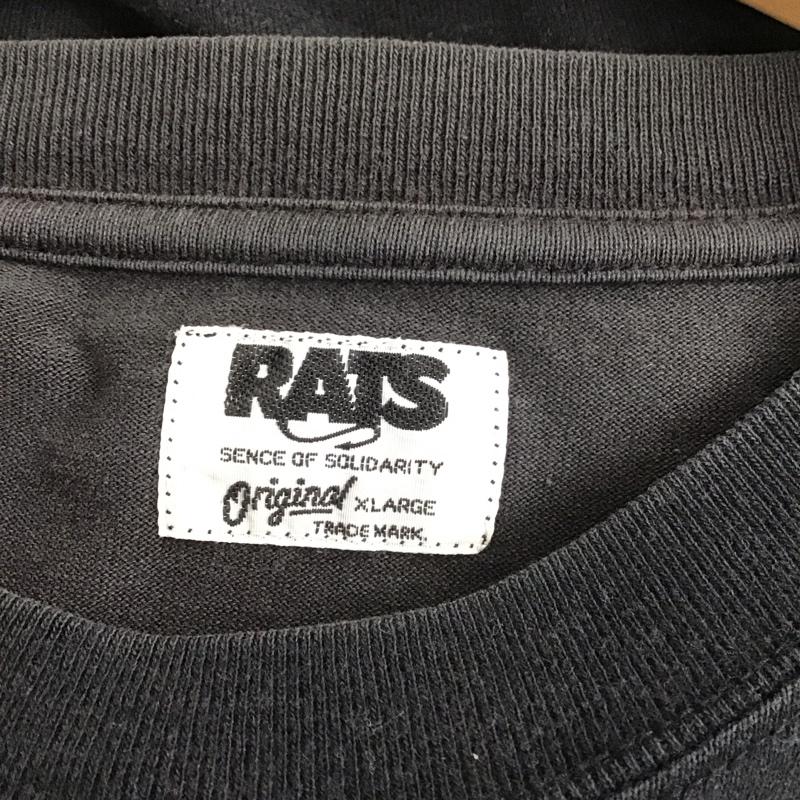 RATS
SENCE OF SOLIDARITY
Original XLARGE
TRADE MARK.